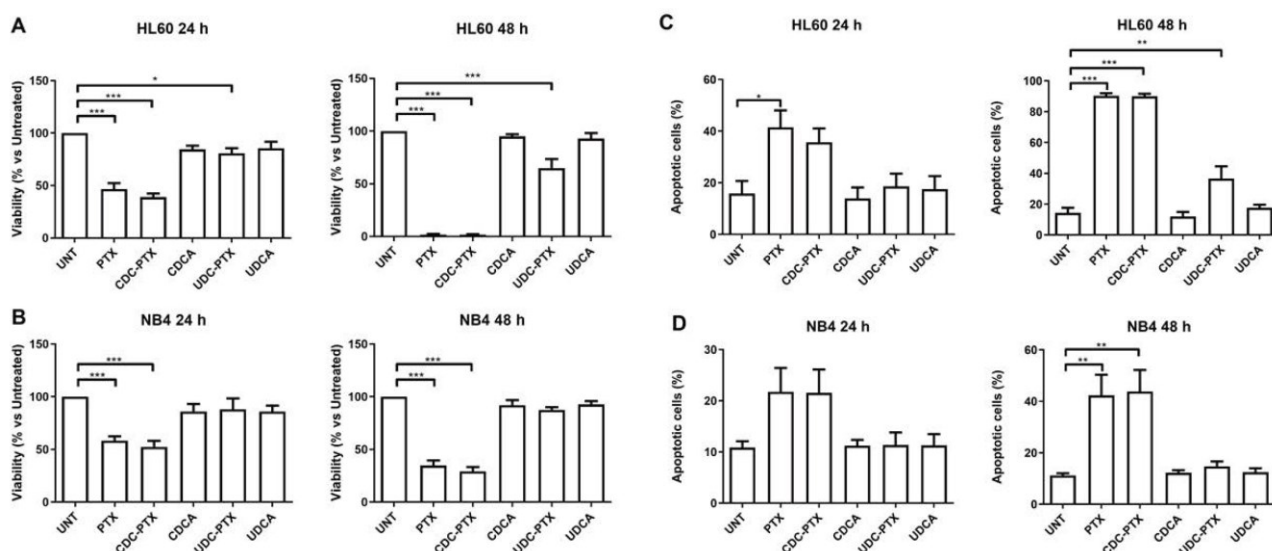 A
HL60 24 h
Viability (% vs Untreated)
150
100
50
0
*
***
***
UNT
PTX
CDC-PTX
CDCA
UDC-PTX
UDCA
HL60 48 h
Viability (% vs Untreated)
150
100
50
0
***
***
***
UNT
PTX
CDC-PTX
CDCA
UDC-PTX
UDCA
B
NB4 24 h
Viability (% vs Untreated)
150
100
50
0
***
***
UNT
PTX
CDC-PTX
CDCA
UDC-PTX
UDCA
NB4 48 h
Viability (% vs Untreated)
150
100
50
0
***
***
UNT
PTX
CDC-PTX
CDCA
UDC-PTX
UDCA
C
HL60 24 h
Apoptotic cells (%)
60
40
20
0
*
UNT
PTX
CDC-PTX
CDCA
UDC-PTX
UDCA
HL60 48 h
Apoptotic cells (%)
100
80
60
40
20
0
**
***
***
UNT
PTX
CDC-PTX
CDCA
UDC-PTX
UDCA
D
NB4 24 h
Apoptotic cells (%)
30
20
10
0
UNT
PTX
CDC-PTX
CDCA
UDC-PTX
UDCA
NB4 48 h
Apoptotic cells (%)
60
40
20
0
**
**
UNT
PTX
CDC-PTX
CDCA
UDC-PTX
UDCA